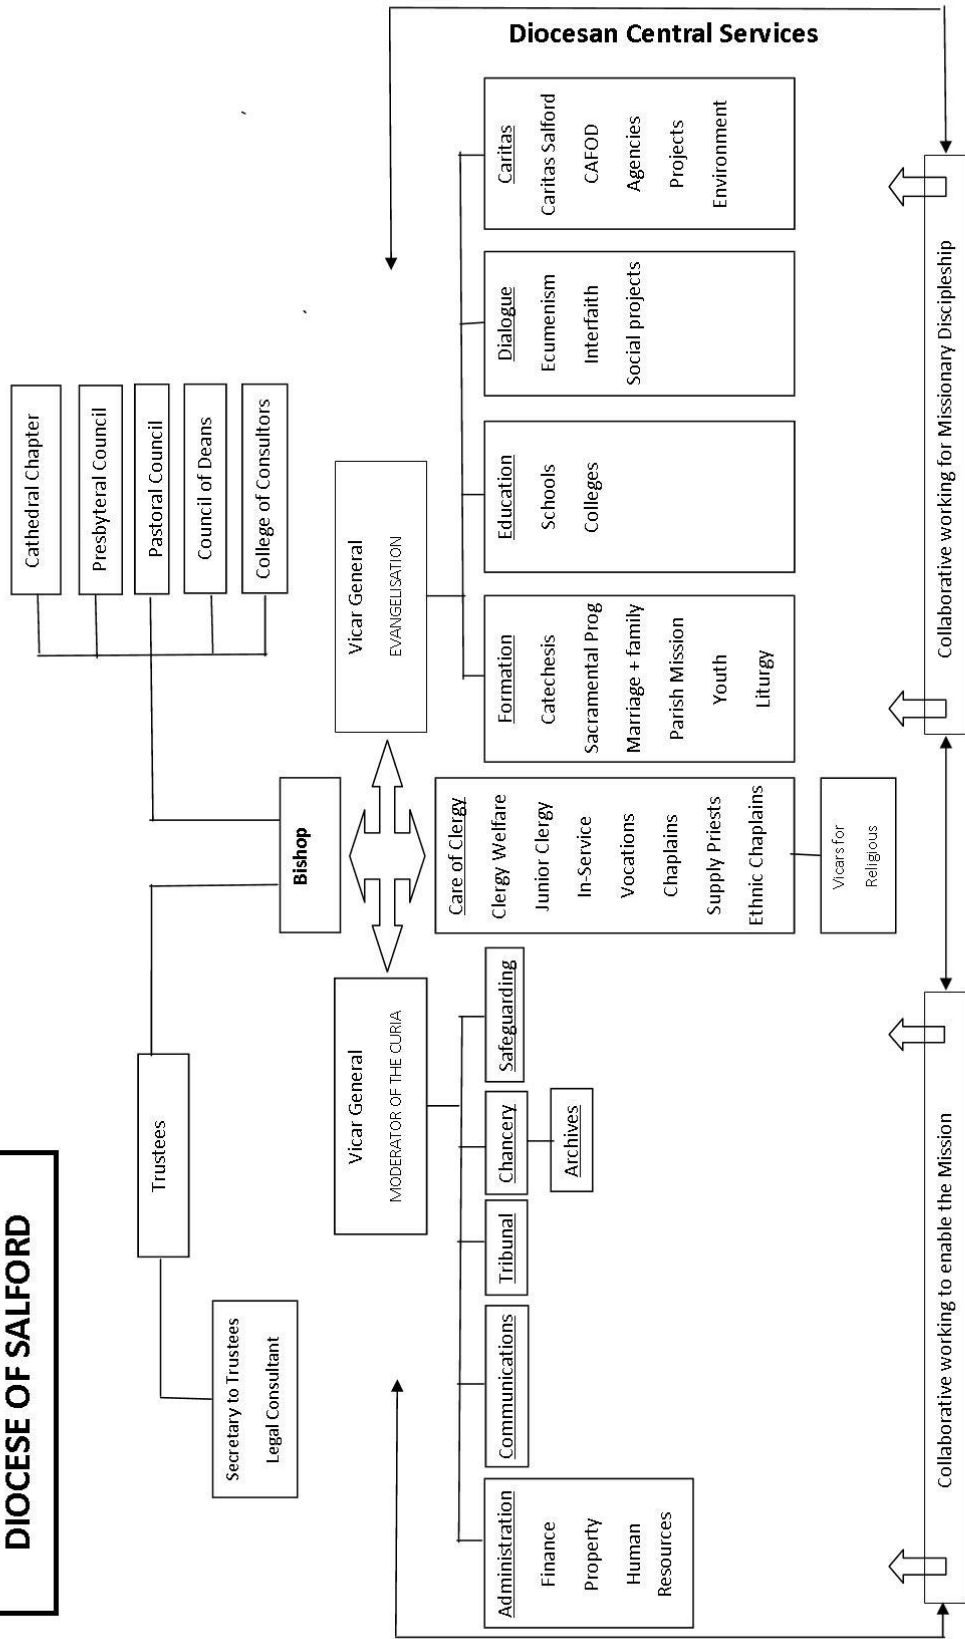 DIOCESE OF SALFORD
Cathedral Chapter
Presbyteral Council
Pastoral Council
Council of Deans
College of Consultors
Trustees
Secretary to Trustees
Legal Consultant
Bishop
Vicar General
MODERATOR OF THE CURIA
Vicar General
EVANGELISATION
Diocesan Central Services
Administration
Finance
Property
Human
Resources
Communications
Tribunal
Chancery
Archives
Safeguarding
Care of Clergy
Clergy Welfare
Junior Clergy
In-Service
Vocations
Chaplains
Supply Priests
Ethnic Chaplains
Vicars for
Religious
Formation
Catechesis
Sacramental Prog
Marriage + family
Parish Mission
Youth
Liturgy
Education
Schools
Colleges
Dialogue
Ecumenism
Interfaith
Social projects
Caritas
Caritas Salford
CAFOD
Agencies
Projects
Environment
Collaborative working to enable the Mission
Collaborative working for Missionary Discipleship